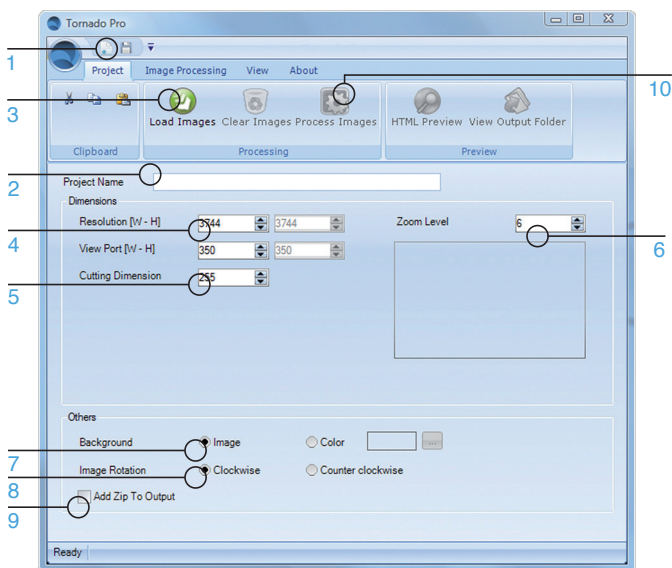 Tornado Pro
1
Project Image Processing View About
10
3
Load Images Clear Images Process Images HTML Preview View Output Folder
Clipboard Processing Preview
2
Project Name
Dimensions
Resolution [W - H] 3744 3744 Zoom Level 6
4
View Port [W - H] 350 350
6
Cutting Dimension 255
5
Others
Background Image Color ...
7
Image Rotation Clockwise Counter clockwise
8
Add Zip To Output
9
Ready